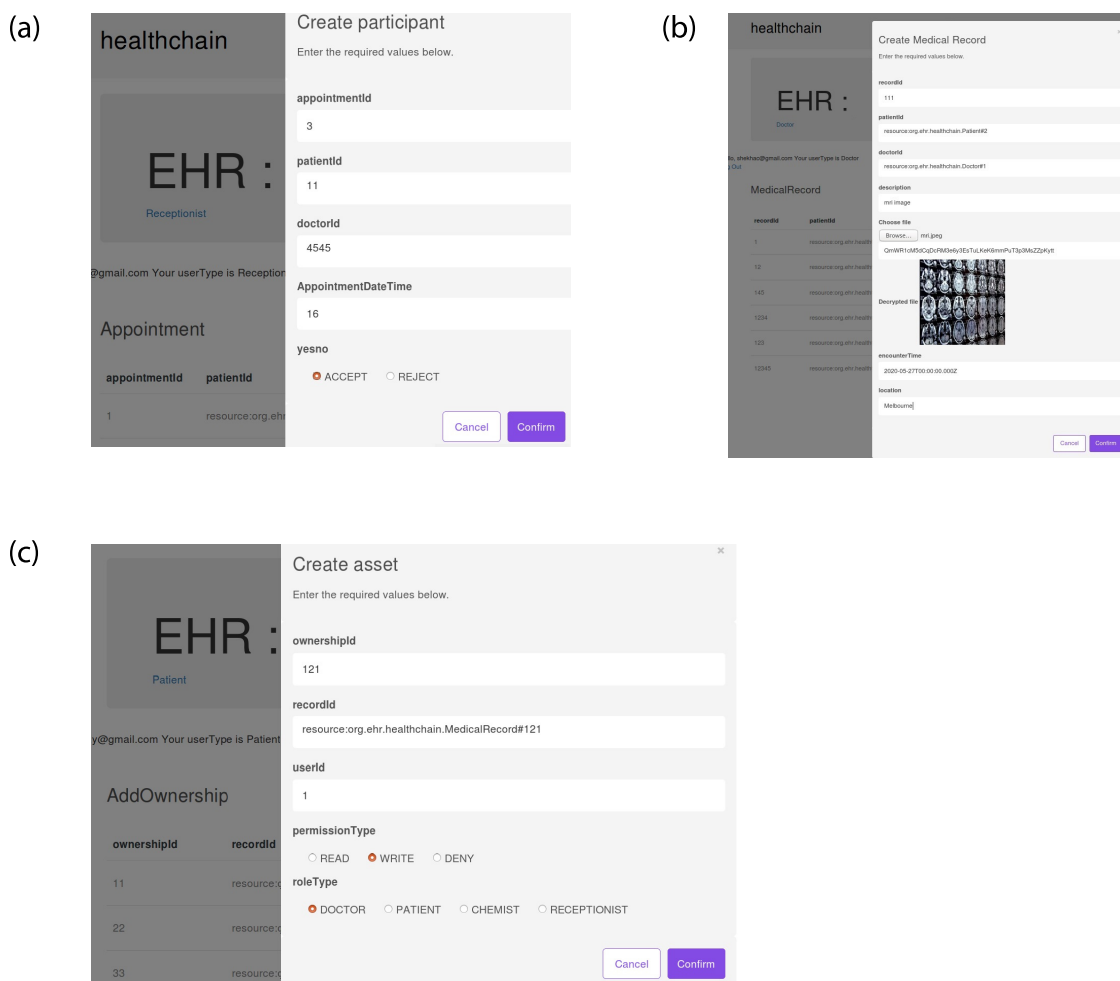 (a)
healthchain
EHR :
Receptionist
@gmail.com Your userType is Reception
Appointment
appointmentId patientId
1 resource:org.ehr
Create participant
Enter the required values below.
appointmentId
3
patientId
11
doctorId
4545
AppointmentDateTime
16
yesno
ACCEPT REJECT
Cancel Confirm
(b)
healthchain
EHR :
Doctor
llo, shekhao@gmail.com Your userType is Doctor
g Out
MedicalRecord
recordId patientId
1 resource:org.ehr.health
12 resource:org.ehr.health
145 resource:org.ehr.health
1234 resource:org.ehr.health
123 resource:org.ehr.health
12345 resource:org.ehr.health
Create Medical Record
Enter the required values below.
recordId
111
patientId
resource:org.ehr.healthchain.Patient#2
doctorId
resource:org.ehr.healthchain.Doctor#1
description
mri image
Choose file
Browse... mri.jpeg
QmWR1cM5dCqDcRM3e6y3EsTuLKeK6mmPuT3p3MsZZpKytt
Decrypted file
encounterTime
2020-05-27T00:00:00.000Z
location
Melbourne
Cancel Confirm
(c)
EHR :
Patient
y@gmail.com Your userType is Patient
AddOwnership
ownershipId recordId
11 resource:o
22 resource:o
33 resource:o
Create asset
Enter the required values below.
ownershipId
121
recordId
resource:org.ehr.healthchain.MedicalRecord#121
userId
1
permissionType
READ WRITE DENY
roleType
DOCTOR PATIENT CHEMIST RECEPTIONIST
Cancel Confirm